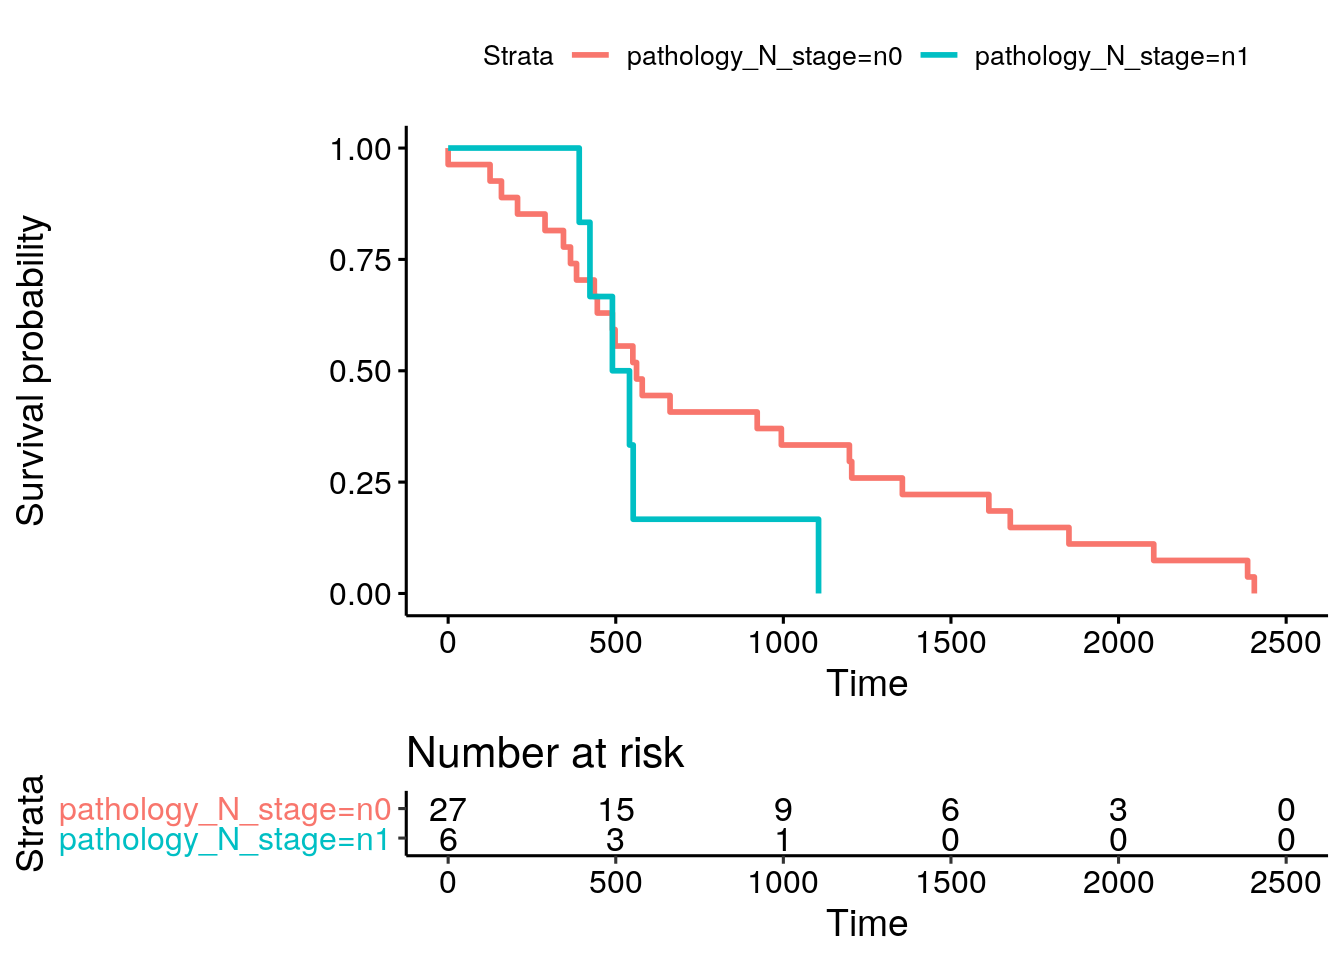 Strata pathology_N_stage=n0 pathology_N_stage=n1
Survival probability
1.00
0.75
0.50
0.25
0.00
0 500 1000 1500 2000 2500
Time
Number at risk
Strata
pathology_N_stage=n0 27 15 9 6 3 0
pathology_N_stage=n1 6 3 1 0 0 0
0 500 1000 1500 2000 2500
Time